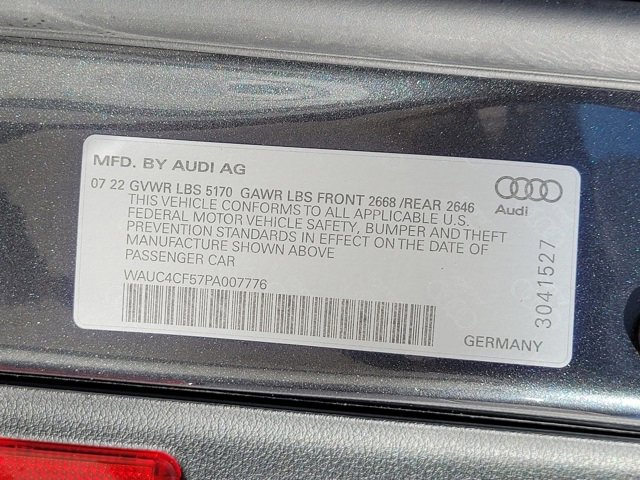 MFD. BY AUDI AG
07 22 GVWR LBS 5170 GAWR LBS FRONT 2668 /REAR 2646
THIS VEHICLE CONFORMS TO ALL APPLICABLE U.S.
FEDERAL MOTOR VEHICLE SAFETY, BUMPER AND THEFT
PREVENTION STANDARDS IN EFFECT ON THE DATE OF
MANUFACTURE SHOWN ABOVE
PASSENGER CAR
WAUC4CF57PA007776
Audi
3041527
GERMANY